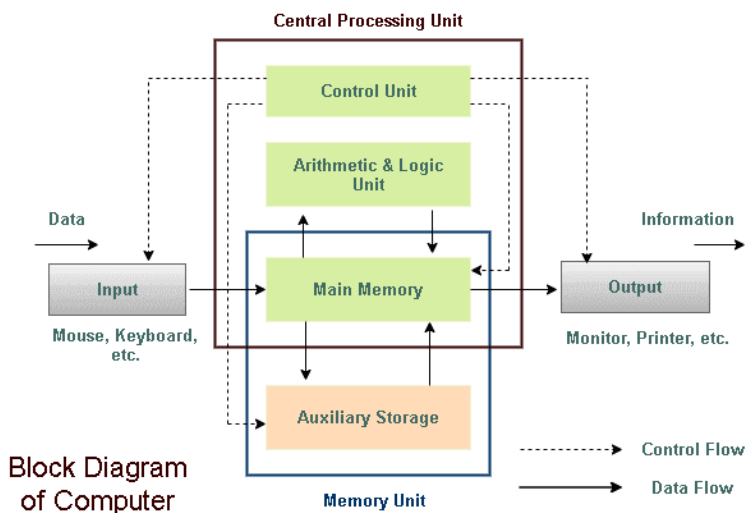 Central Processing Unit
Control Unit
Arithmetic & Logic
Unit
Data
Information
Input
Main Memory
Output
Mouse, Keyboard,
etc.
Monitor, Printer, etc.
Auxiliary Storage
Block Diagram
of Computer
Control Flow
Data Flow
Memory Unit